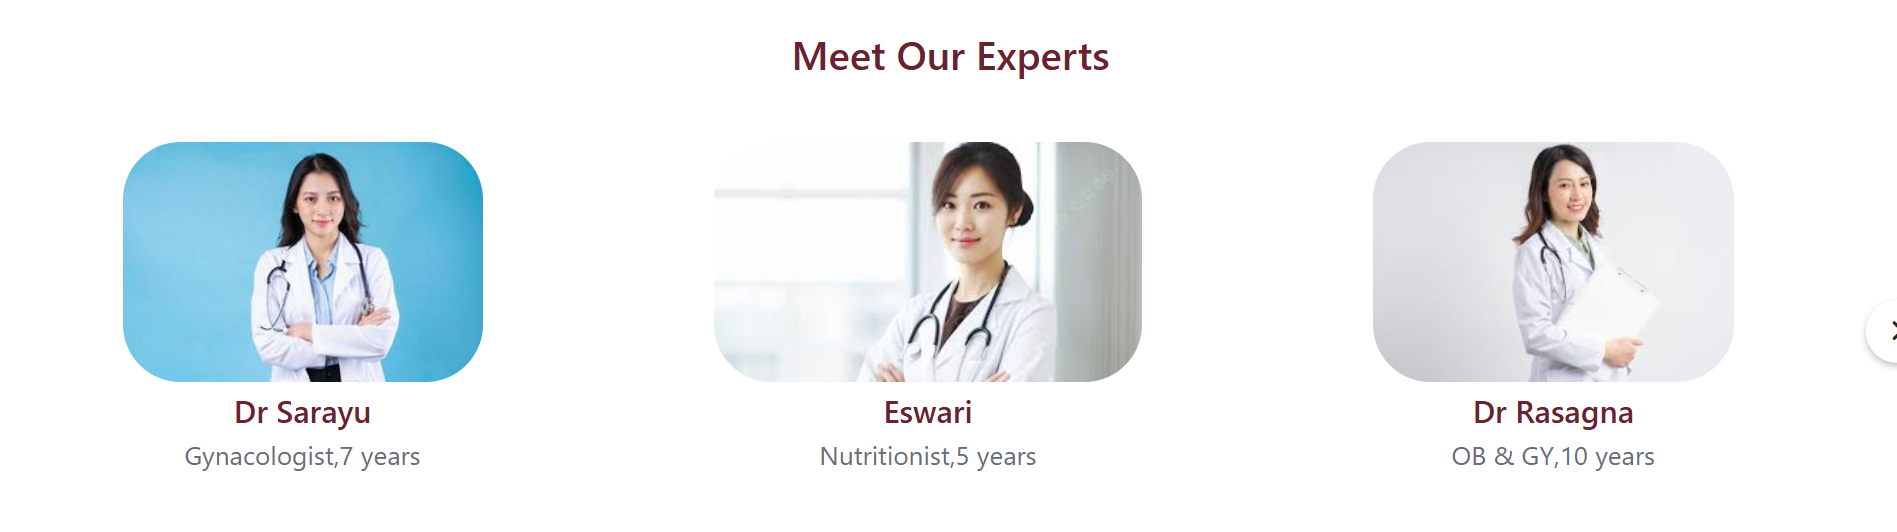 Meet Our Experts
Dr Sarayu
Gynacologist,7 years
Eswari
Nutritionist,5 years
Dr Rasagna
OB & GY,10 years